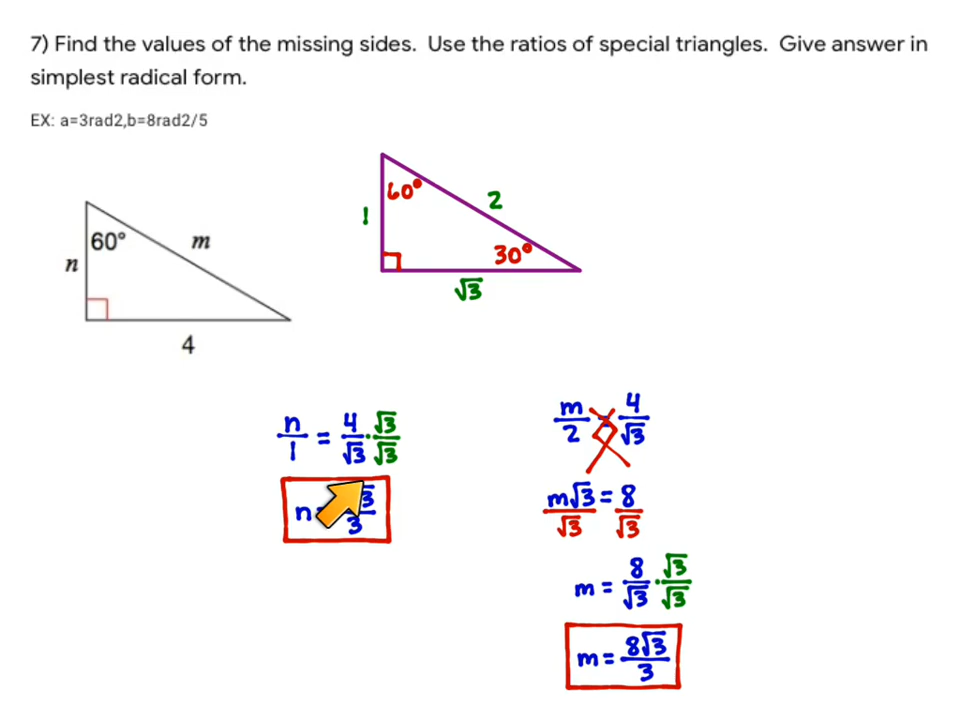 7) Find the values of the missing sides. Use the ratios of special triangles. Give answer in
simplest radical form.
EX: a=3rad2,b=8rad2/5
60°
m
n
4
60°
2
1
30°
√3
n/1 = 4/√3 · √3/√3
n
3/3
m/2 = 4/√3
m√3/√3 = 8/√3
m = 8/√3 · √3/√3
m = 8√3/3